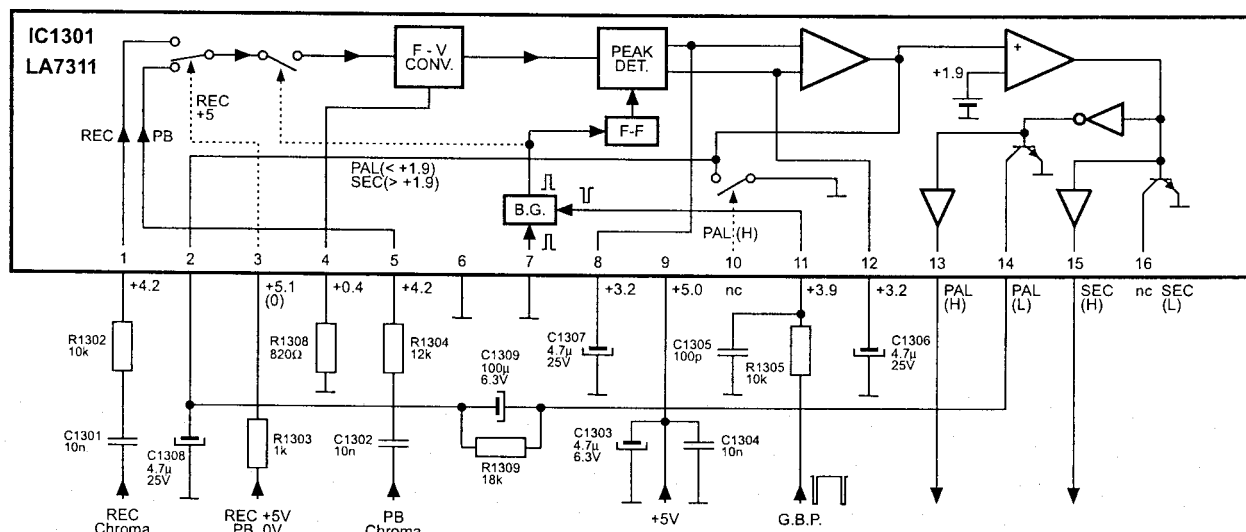 IC1301
LA7311
F - V
CONV.
PEAK
DET.
+
+1.9
REC
+5
REC
PB
F-F
PAL(< +1.9)
SEC(> +1.9)
B.G.
PAL (H)
1 2 3 4 5 6 7 8 9 10 11 12 13 14 15 16
+4.2
+5.1
(0)
+0.4
+4.2
+3.2
+5.0
nc
+3.9
+3.2
PAL
(H)
PAL
(L)
SEC
(H)
nc SEC
(L)
R1302
10k
R1308
820Ω
R1304
12k
C1309
100µ
6.3V
C1307
4.7µ
25V
C1305
100p
R1305
10k
C1306
4.7µ
25V
C1301
10n
C1308
4.7µ
25V
R1303
1k
C1302
10n
R1309
18k
C1303
4.7µ
6.3V
C1304
10n
REC
Chroma
REC +5V
PB 0V
PB
Chroma
+5V
G.B.P.